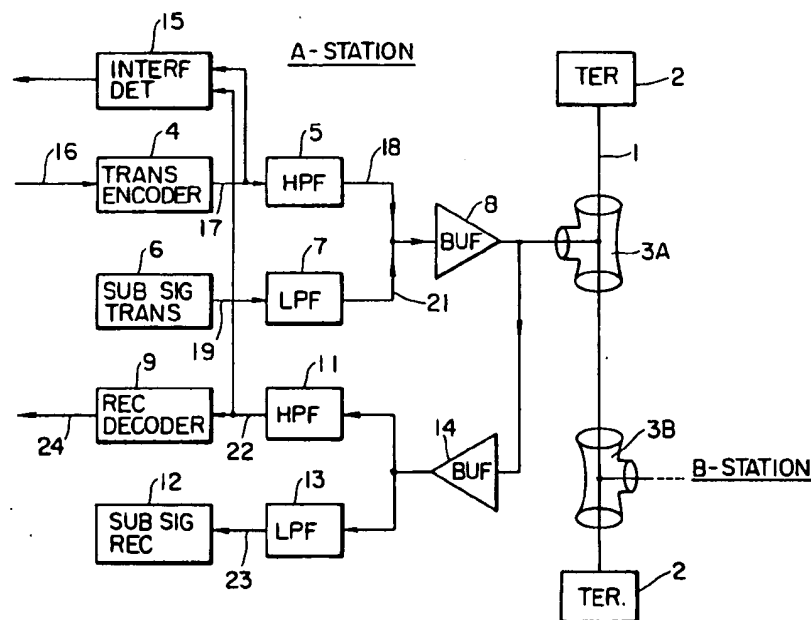 15
A-STATION
INTERF
DET
TER
2
16
4
5
18
1
TRANS
ENCODER
HPF
8
17
BUF
3A
6
7
SUB SIG
TRANS
LPF
21
19
9
11
REC
DECODER
HPF
14
3B
24
22
BUF
B-STATION
12
13
SUB SIG
REC
LPF
23
2
TER.